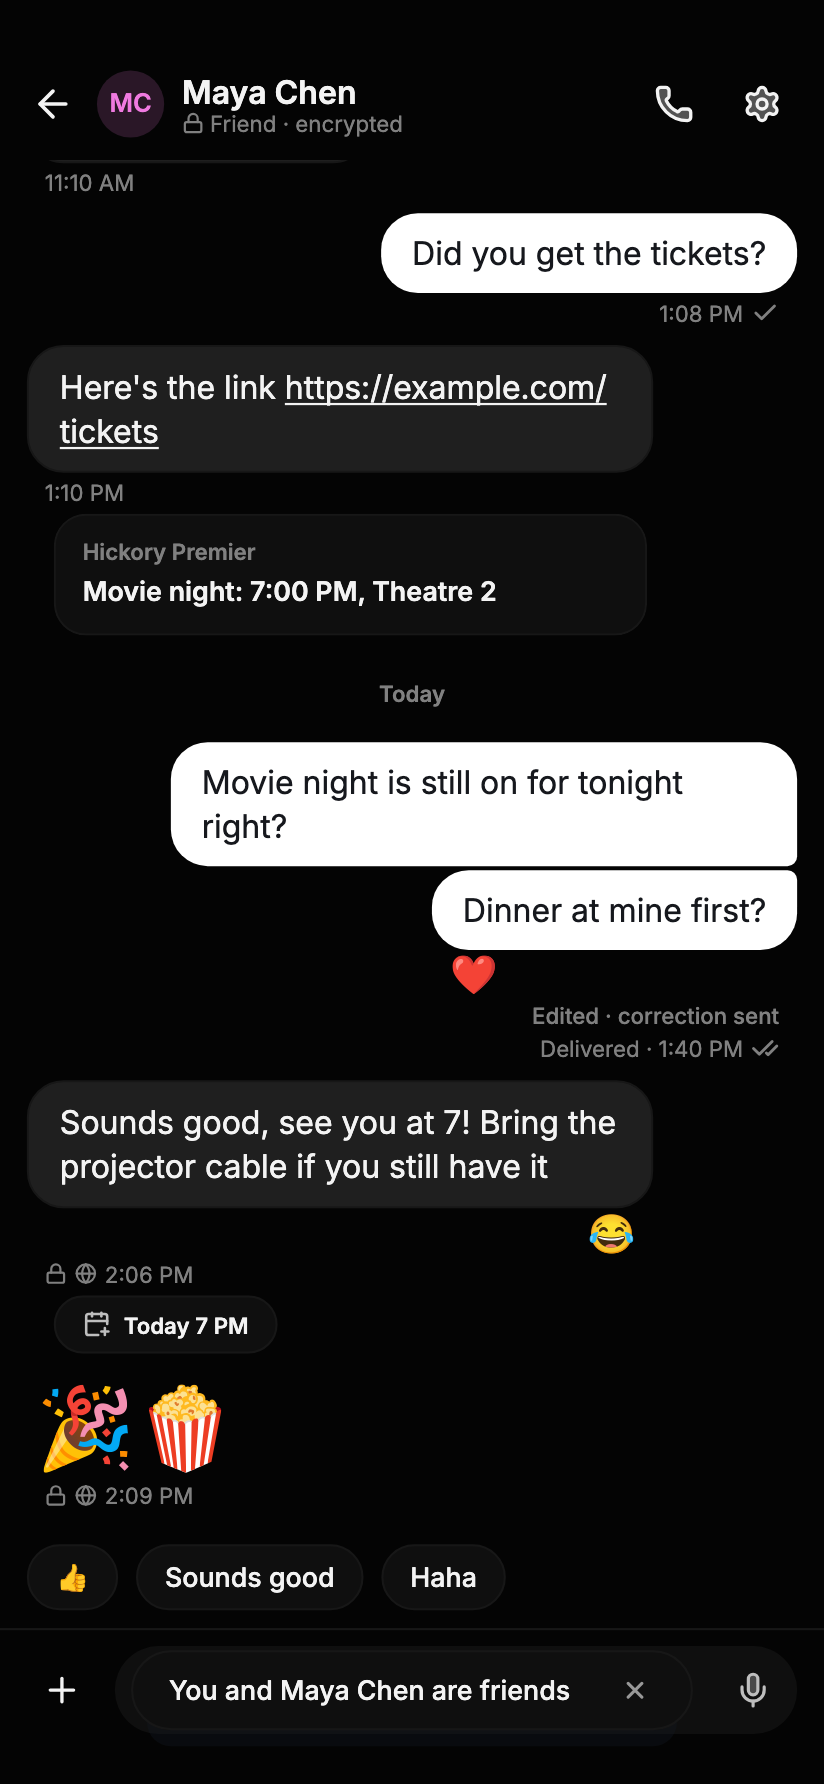 MC
Maya Chen
Friend · encrypted
11:10 AM
Did you get the tickets?
1:08 PM
Here's the link https://example.com/
tickets
1:10 PM
Hickory Premier
Movie night: 7:00 PM, Theatre 2
Today
Movie night is still on for tonight
right?
Dinner at mine first?
Edited · correction sent
Delivered · 1:40 PM
Sounds good, see you at 7! Bring the
projector cable if you still have it
2:06 PM
Today 7 PM
2:09 PM
Sounds good
Haha
You and Maya Chen are friends